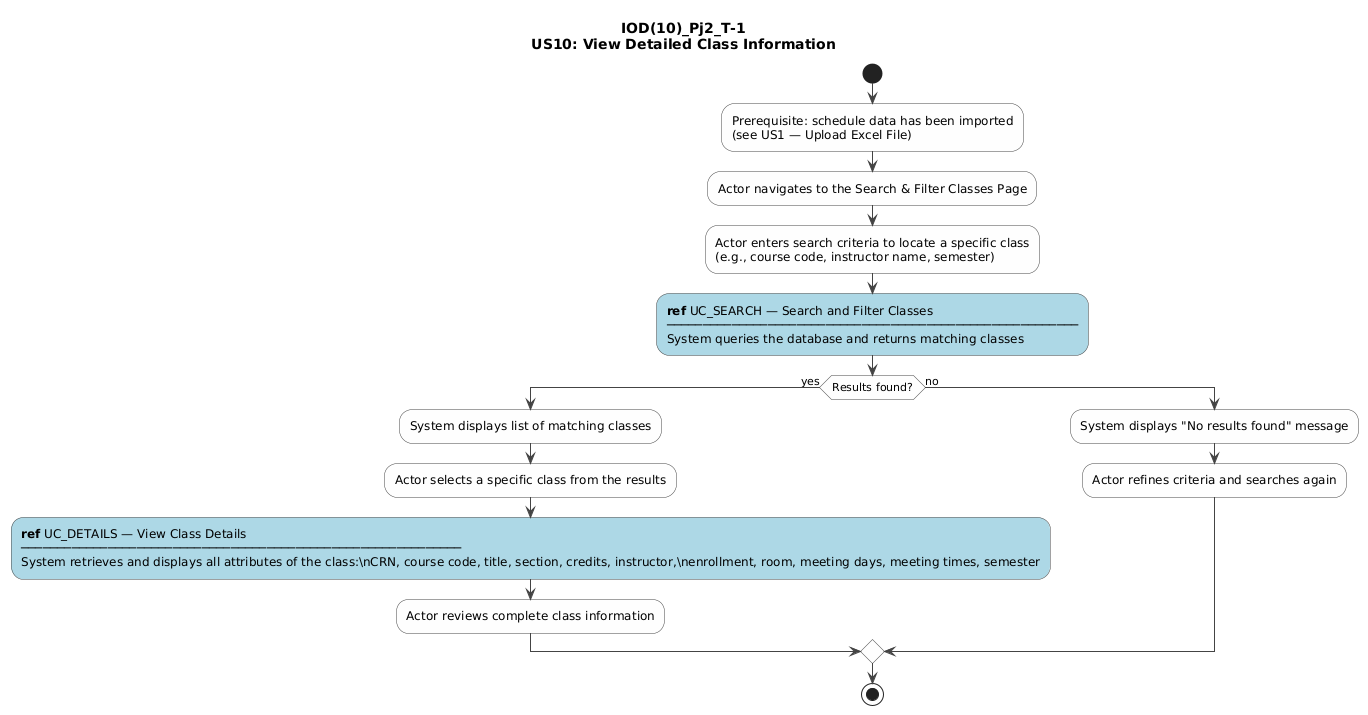 IOD(10)_Pj2_T-1
US10: View Detailed Class Information
Prerequisite: schedule data has been imported
(see US1 — Upload Excel File)
Actor navigates to the Search & Filter Classes Page
Actor enters search criteria to locate a specific class
(e.g., course code, instructor name, semester)
ref UC_SEARCH — Search and Filter Classes
System queries the database and returns matching classes
Results found?
yes
no
System displays list of matching classes
Actor selects a specific class from the results
ref UC_DETAILS — View Class Details
System retrieves and displays all attributes of the class:\nCRN, course code, title, section, credits, instructor,\nenrollment, room, meeting days, meeting times, semester
Actor reviews complete class information
System displays "No results found" message
Actor refines criteria and searches again